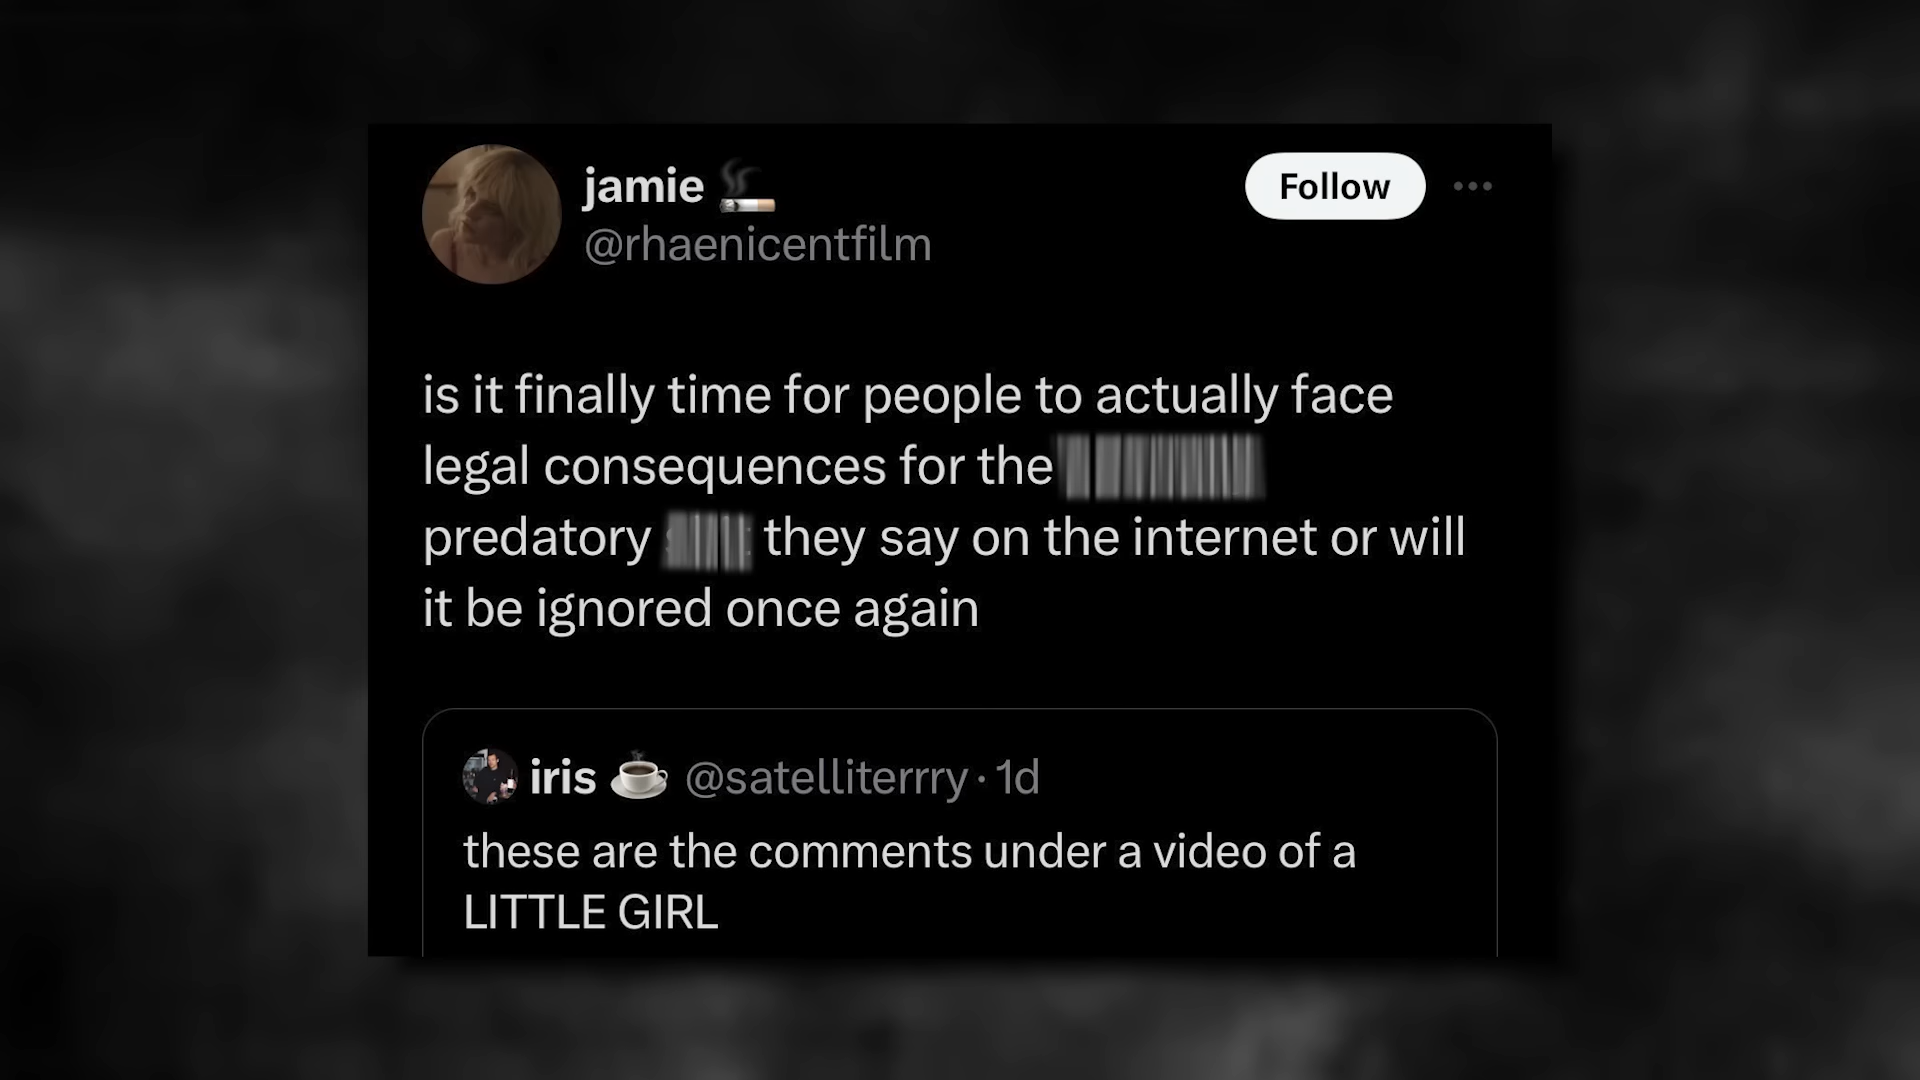 jamie 🚬
@rhaenicentfilm
Follow
is it finally time for people to actually face
legal consequences for the
predatory they say on the internet or will
it be ignored once again
iris ☕ @satelliterrry · 1d
these are the comments under a video of a
LITTLE GIRL